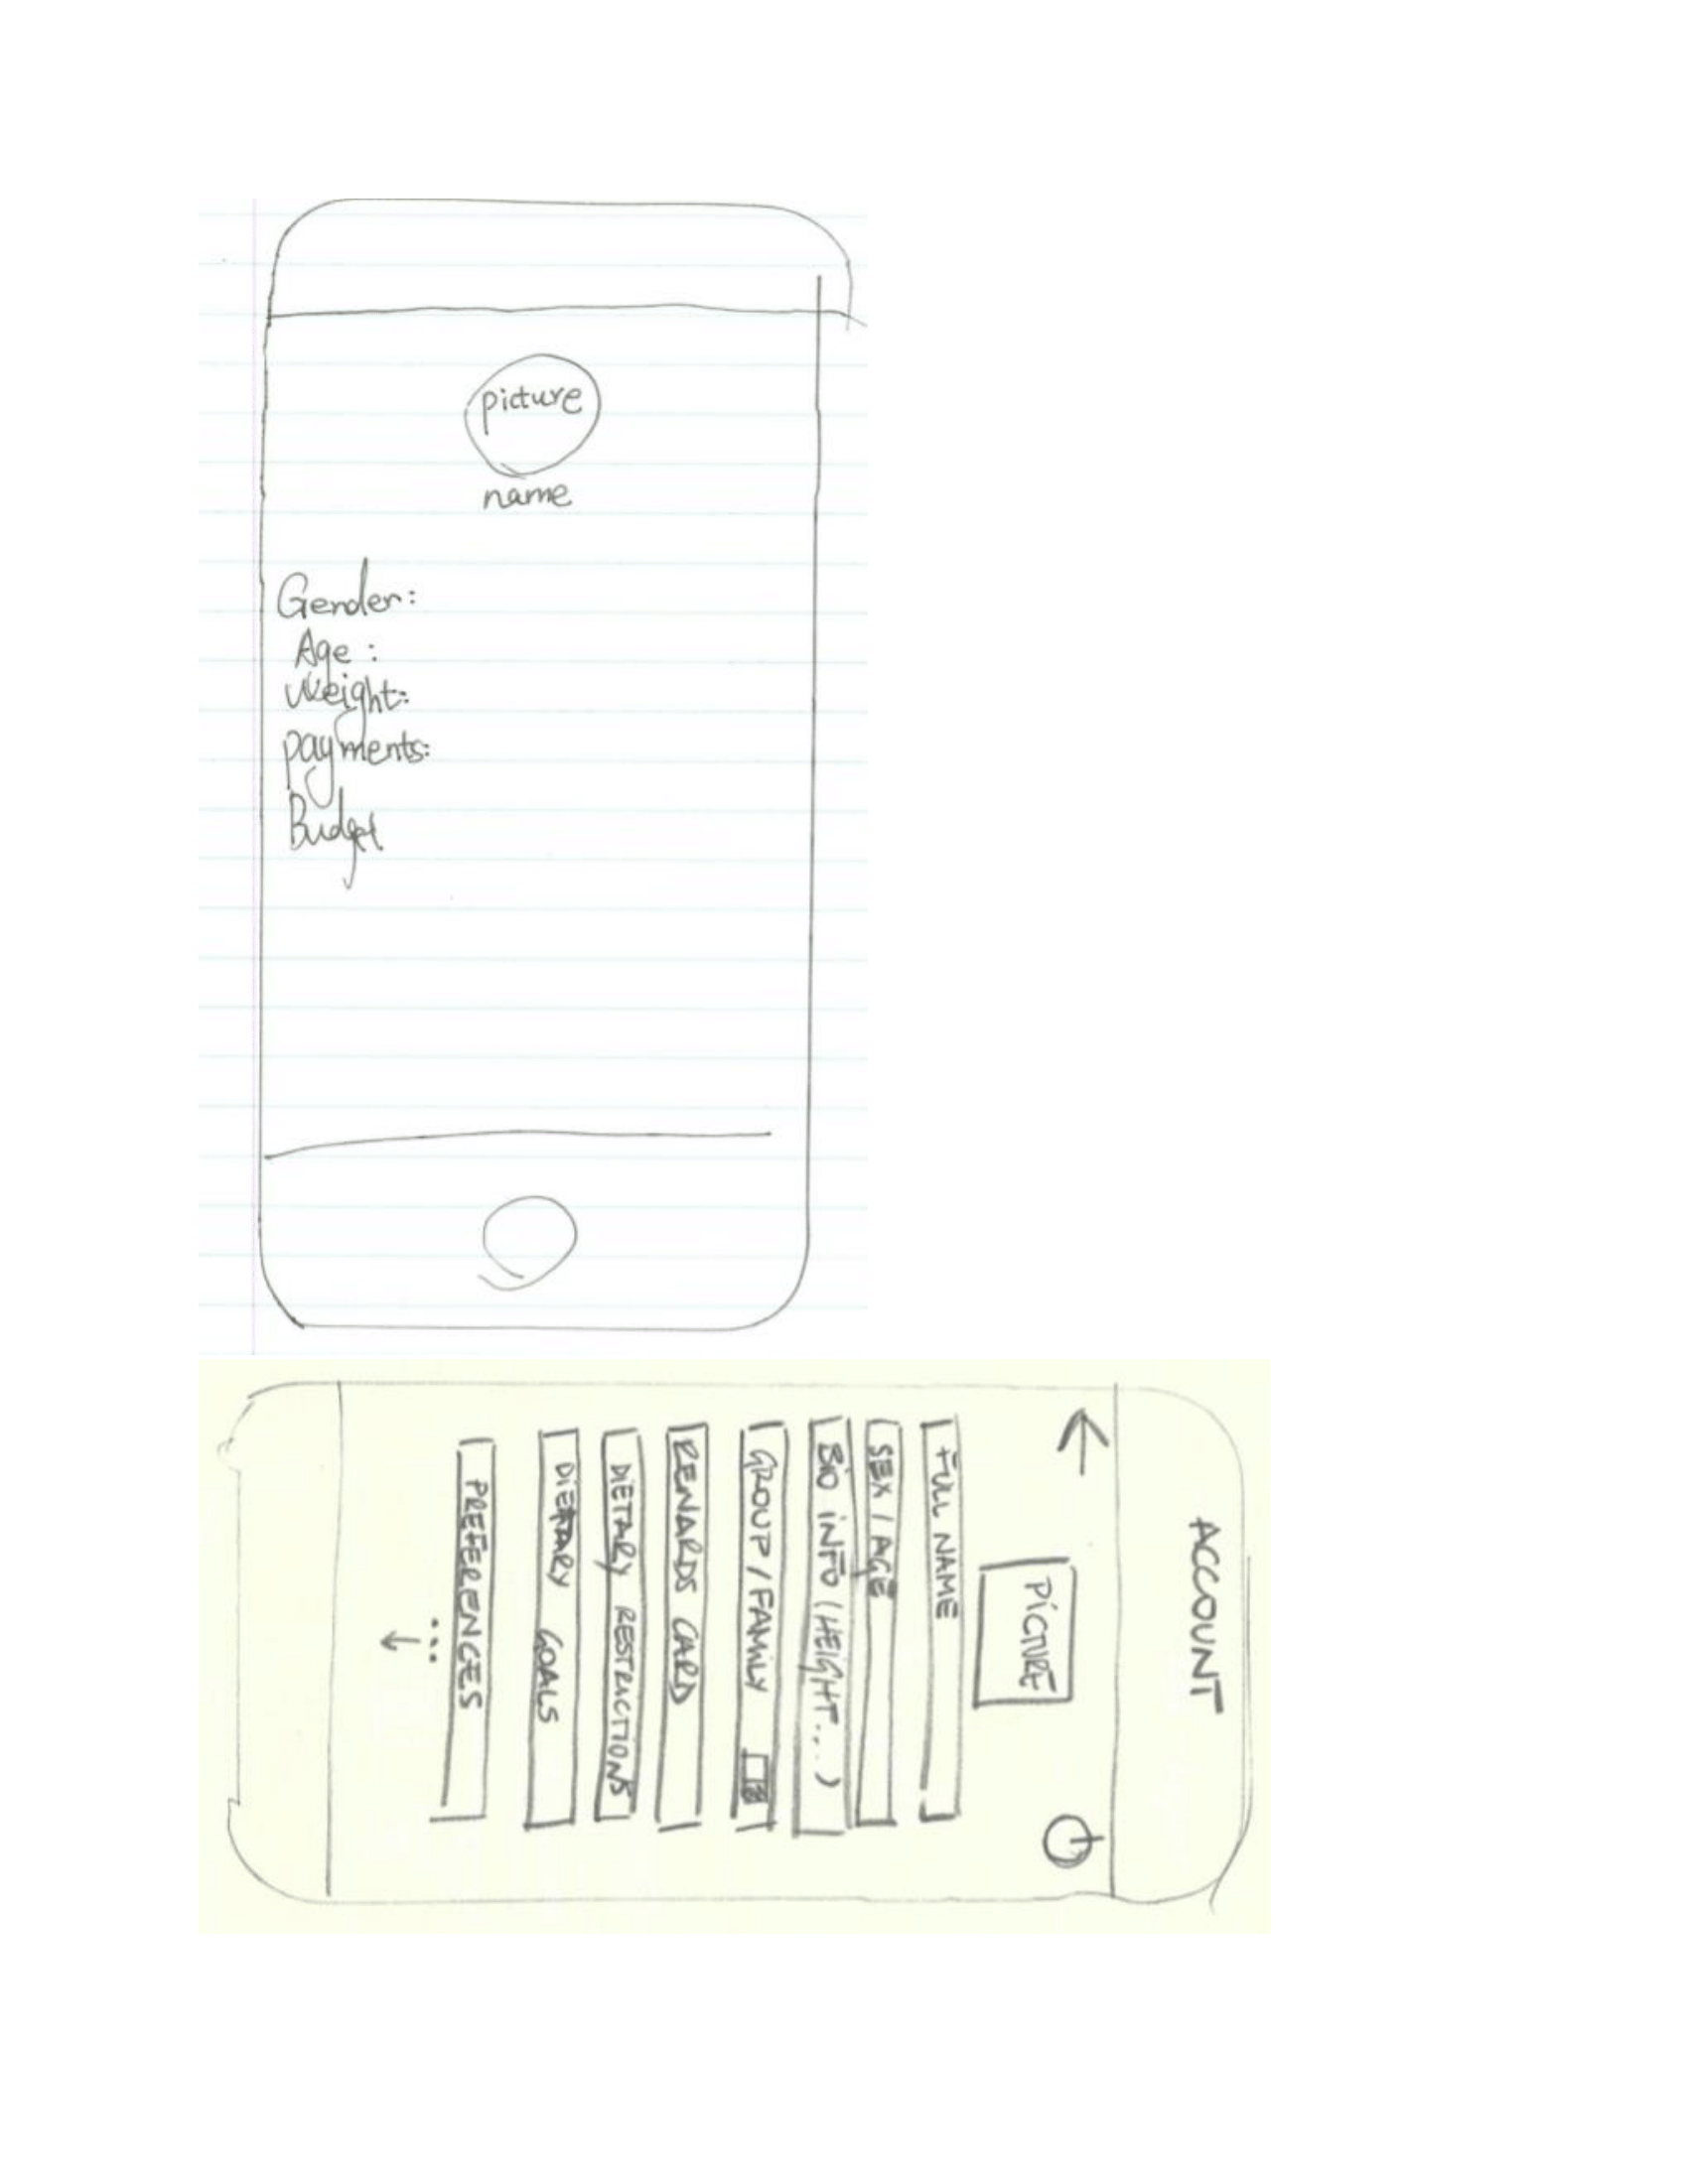 picture
name
Gender:
Age :
Weight:
payments:
Budget
ACCOUNT
PICTURE
FULL NAME
SEX / AGE
BIO INFO (HEIGHT...)
GROUP / FAMILY
REWARDS CARD
DIETARY RESTRICTIONS
DIETARY GOALS
PREFERENCES
...